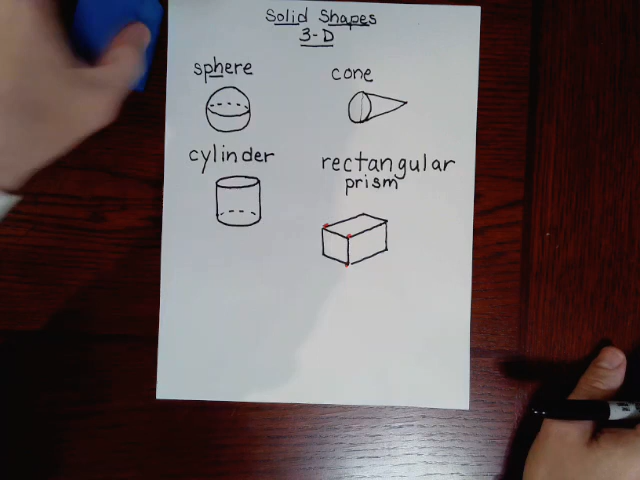 Solid Shapes
3-D
sphere
cone
cylinder
rectangular
prism